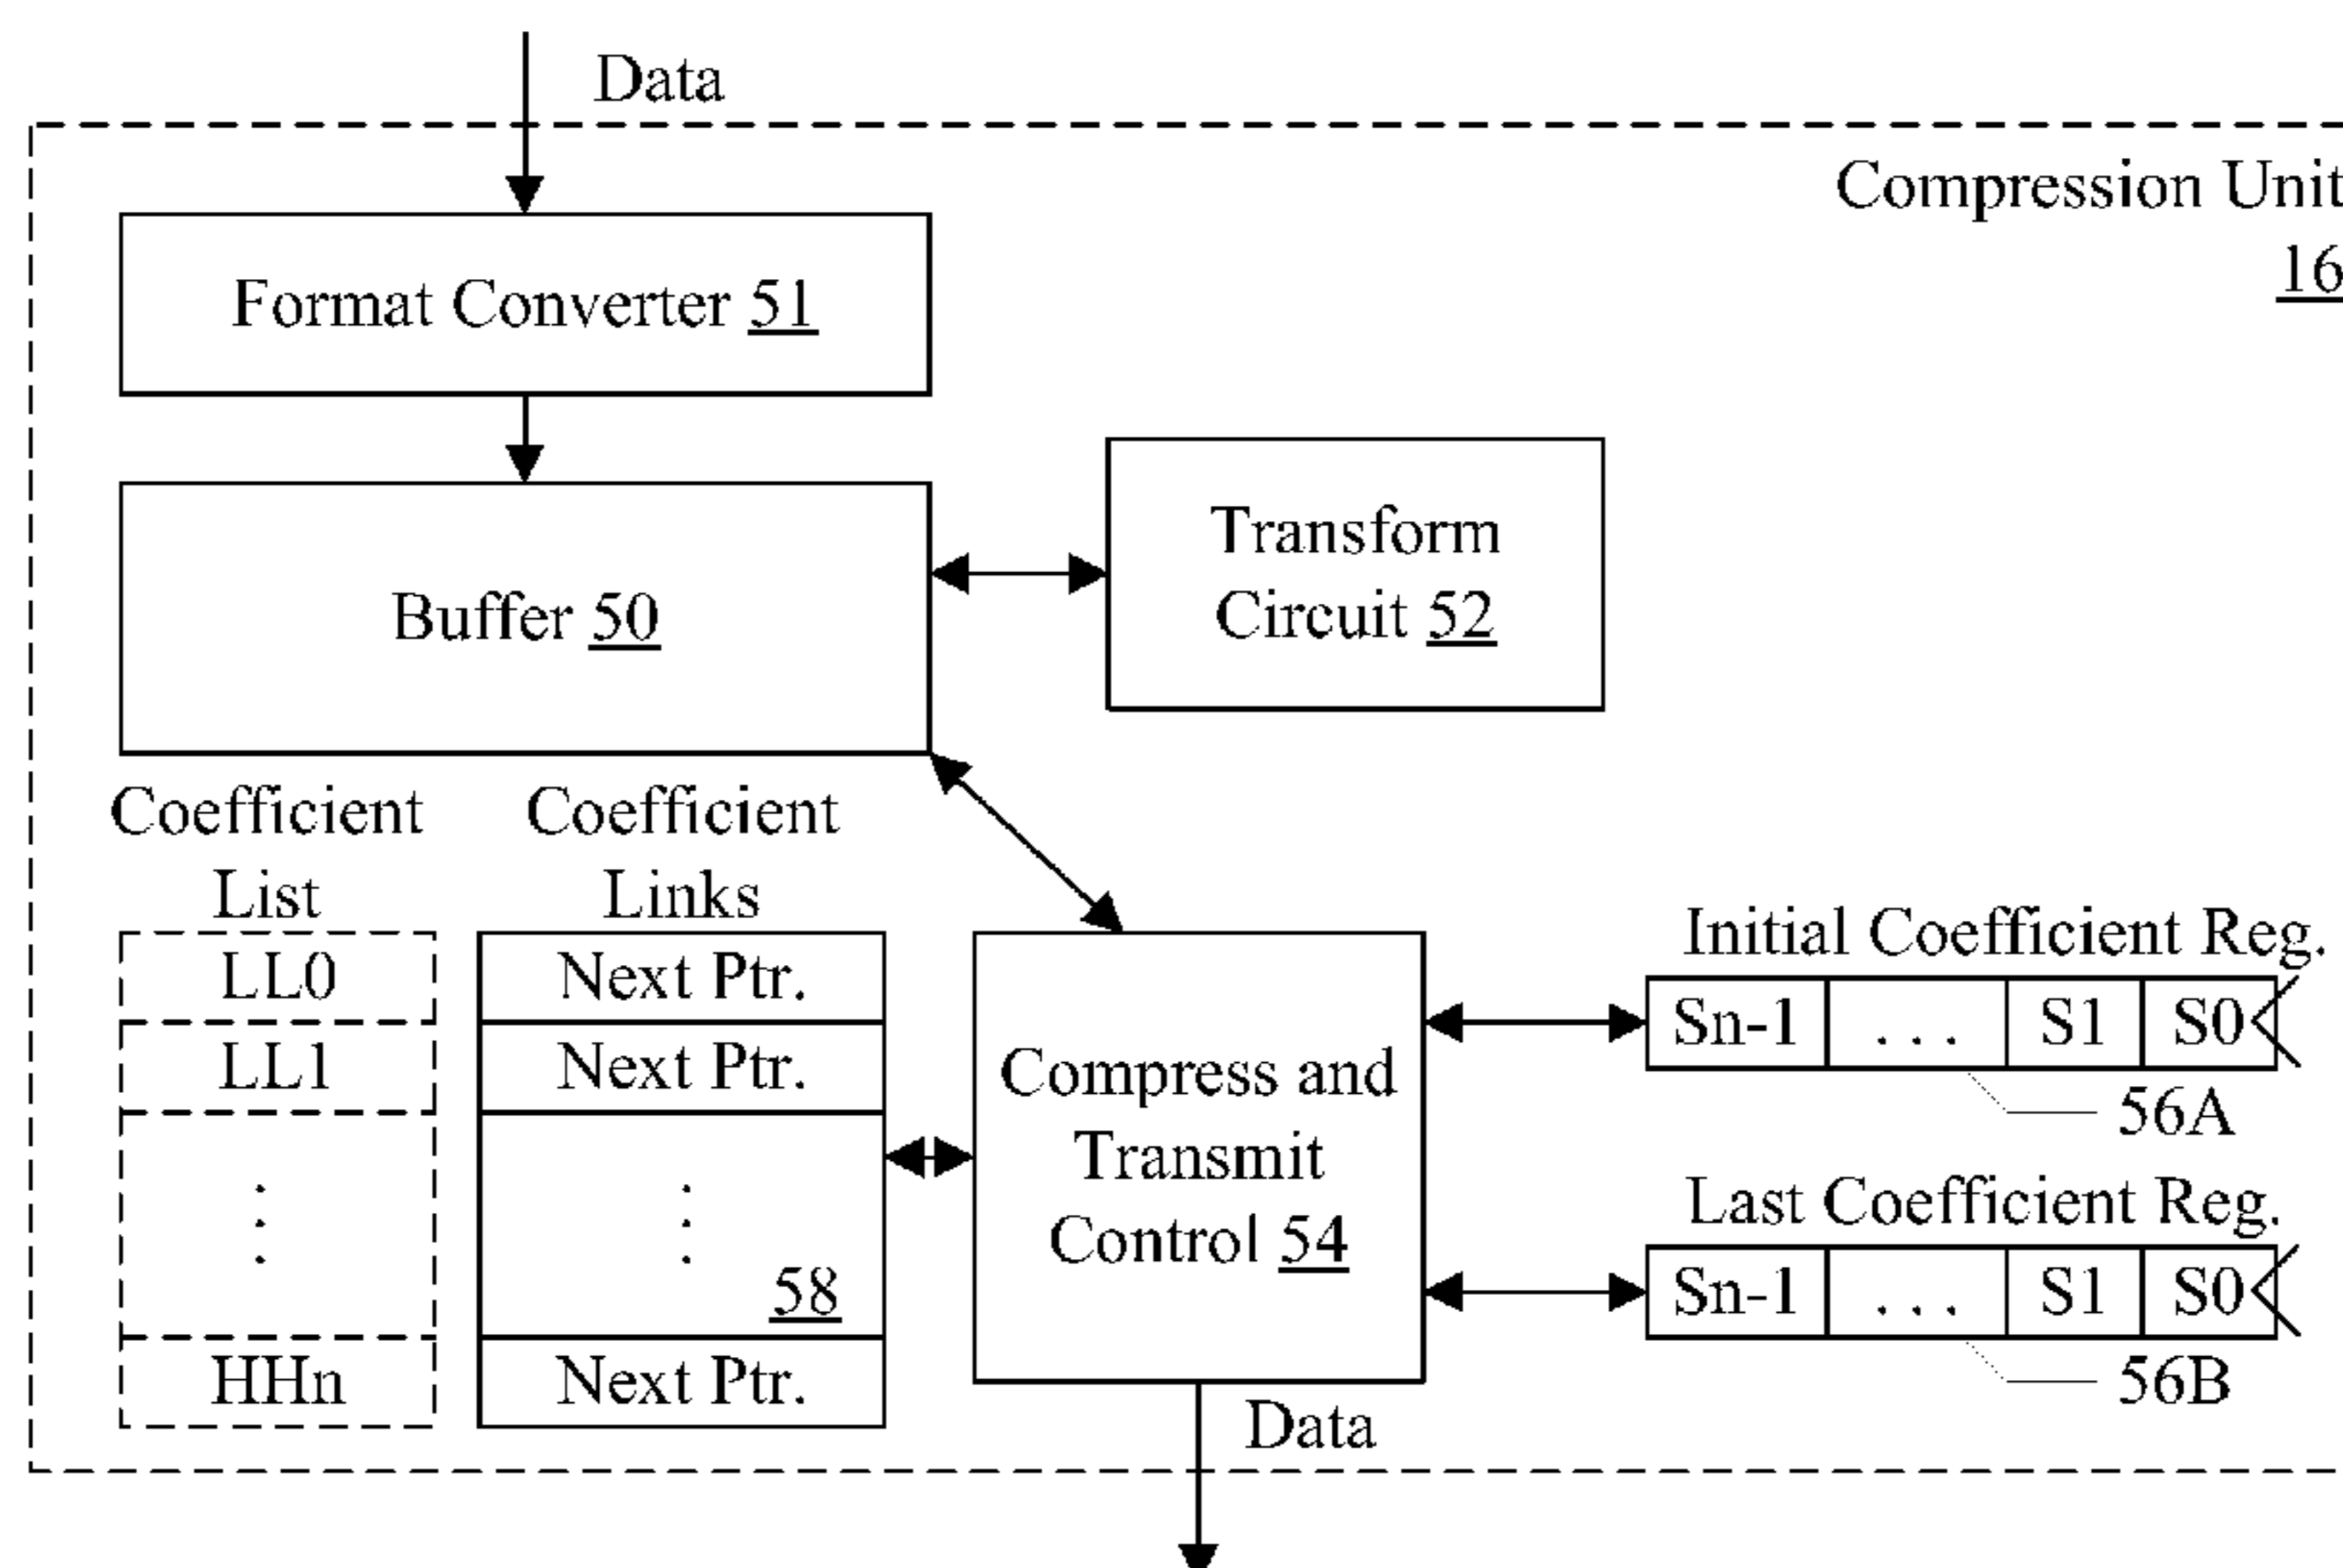 Data
Compression Unit
16
Format Converter 51
Buffer 50
Transform
Circuit 52
Coefficient
List
Coefficient
Links
LL0
LL1
.
.
.
HHn
Next Ptr.
Next Ptr.
.
.
.
58
Next Ptr.
Compress and
Transmit
Control 54
Initial Coefficient Reg.
Sn-1 . . . S1 S0
56A
Last Coefficient Reg.
Sn-1 . . . S1 S0
56B
Data